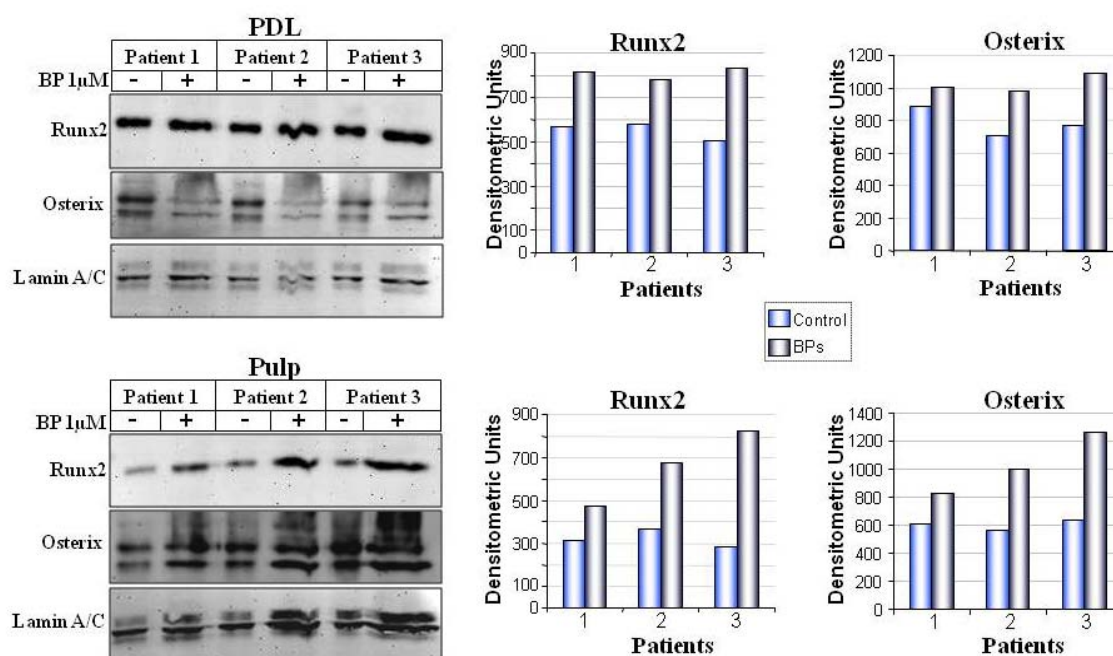 PDL
Patient 1 Patient 2 Patient 3
BP 1µM - + - + - +
Runx2
Osterix
Lamin A/C
Runx2
Densitometric Units
900
700
500
300
0
1 2 3
Patients
Osterix
Densitometric Units
1200
1000
800
600
400
200
0
1 2 3
Patients
Control
BPs
Pulp
Patient 1 Patient 2 Patient 3
BP 1µM - + - + - +
Runx2
Osterix
Lamin A/C
Runx2
Densitometric Units
900
700
500
300
100
0
1 2 3
Patients
Osterix
Densitometric Units
1400
1200
1000
800
600
400
200
0
1 2 3
Patients